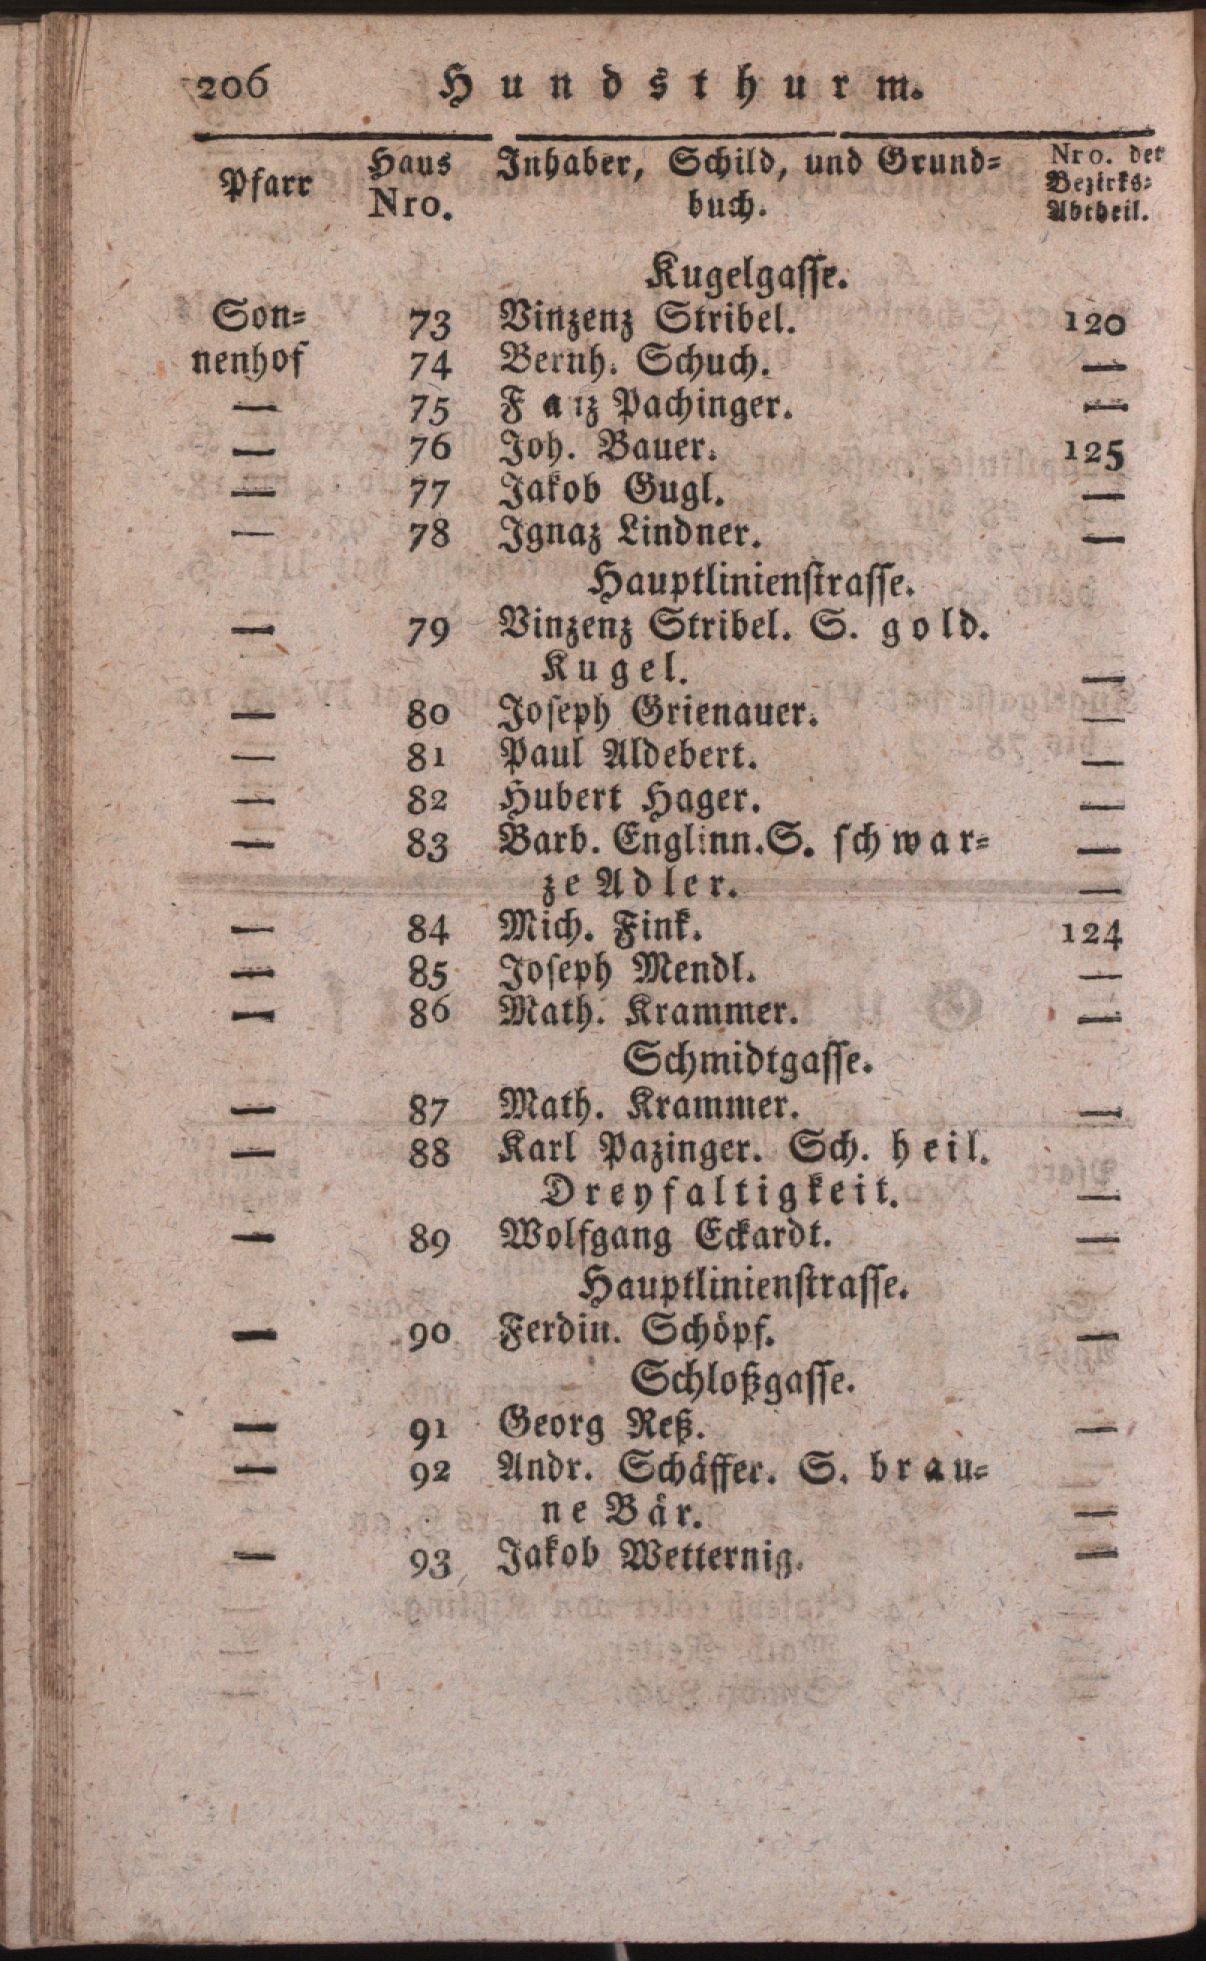 206 Hundsthurm.
Pfarr Haus Nro. Inhaber, Schild, und Grund= buch. Nro. der Bezirks= Abtheil.
Kugelgasse.
Son= 73 Vinzenz Stribel. 120
nenhof 74 Bernh. Schuch. —
— 75 F a iz Pachinger. —
— 76 Joh. Bauer. 125
— 77 Jakob Gugl. —
— 78 Ignaz Lindner. —
Hauptlinienstrasse.
— 79 Vinzenz Stribel. S. gold.
Kugel. —
— 80 Joseph Grienauer. —
— 81 Paul Aldebert. —
— 82 Hubert Hager. —
— 83 Barb. Englinn. S. schwar= —
ze Adler. —
— 84 Mich. Fink. 124
— 85 Joseph Mendl. —
— 86 Math. Krammer. —
Schmidtgasse.
— 87 Math. Krammer. —
— 88 Karl Pazinger. Sch. heil.
Dreyfaltigkeit. —
— 89 Wolfgang Eckardt. —
Hauptlinienstrasse.
— 90 Ferdin. Schöpf. —
Schloßgasse.
— 91 Georg Reß. —
— 92 Andr. Schäffer. S. brau=
ne Bär. —
— 93 Jakob Wetternig. —